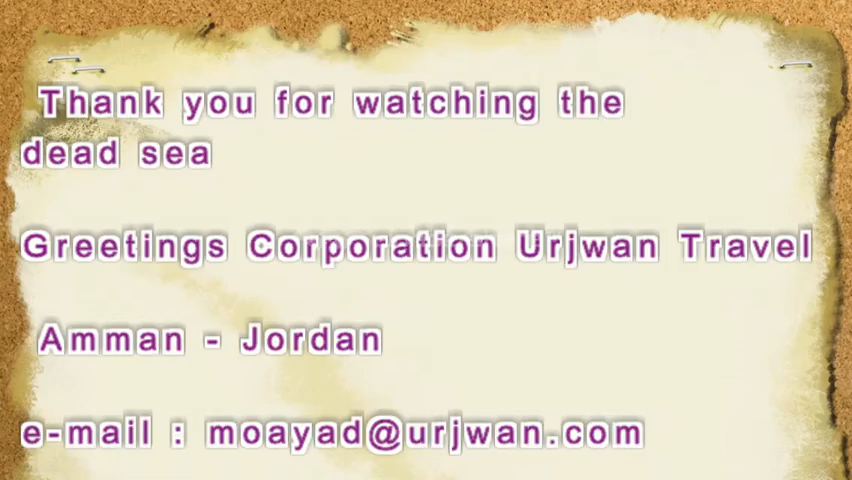 Thank you for watching the
dead sea
Greetings Corporation Urjwan Travel
Amman - Jordan
e-mail : moayad@urjwan.com